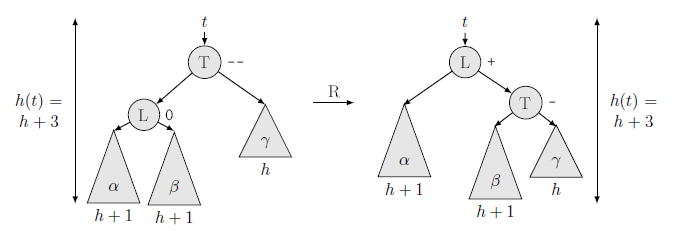 t
T --
L 0
h(t) =
h + 3
γ
α
β
h
h + 1
h + 1
R
t
L +
T -
h(t) =
h + 3
α
β
γ
h + 1
h
h + 1